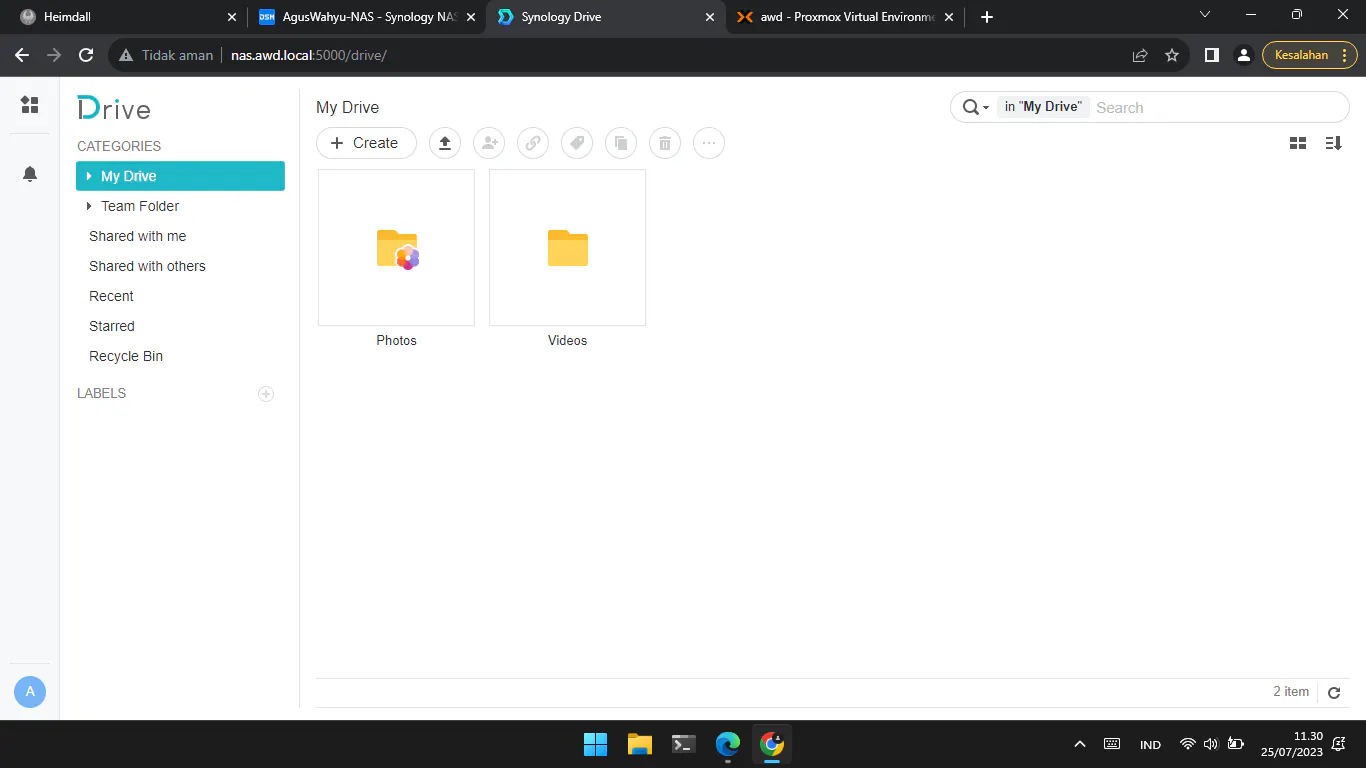 Heimdall
AgusWahyu-NAS - Synology NAS
Synology Drive
awd - Proxmox Virtual Environme
Tidak aman
nas.awd.local:5000/drive/
Kesalahan
Drive
CATEGORIES
My Drive
Team Folder
Shared with me
Shared with others
Recent
Starred
Recycle Bin
LABELS
A
My Drive
in "My Drive"
Search
Create
Photos
Videos
2 item
IND
11.30
25/07/2023